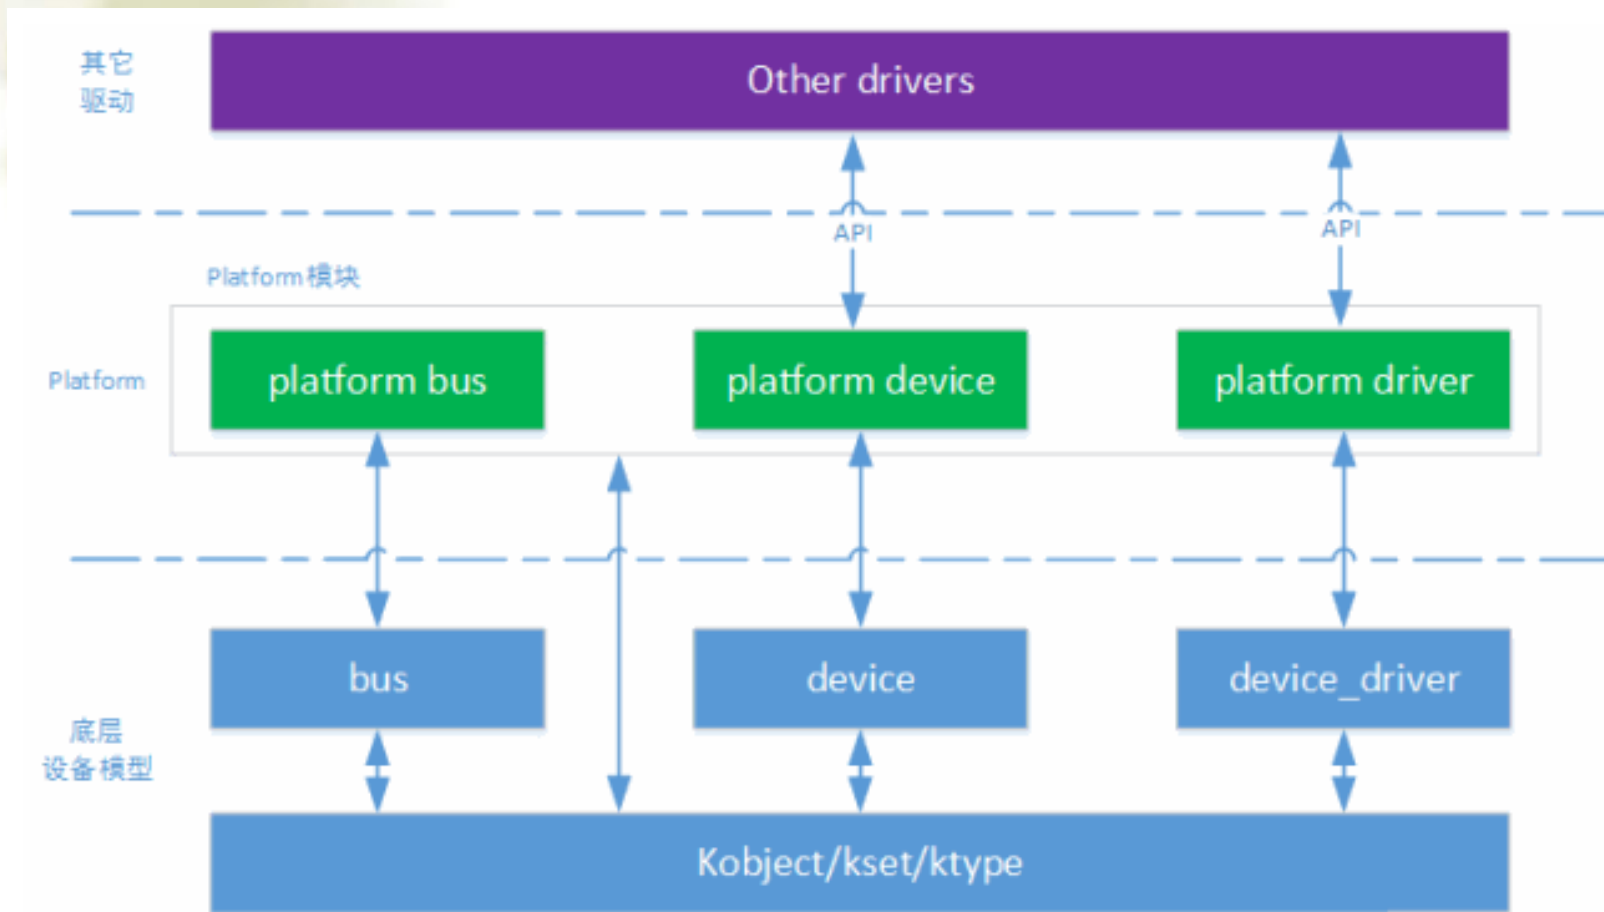 其它
驱动
Other drivers
API
API
Platform模块
Platform
platform bus
platform device
platform driver
bus
device
device_driver
底层
设备模型
Kobject/kset/ktype